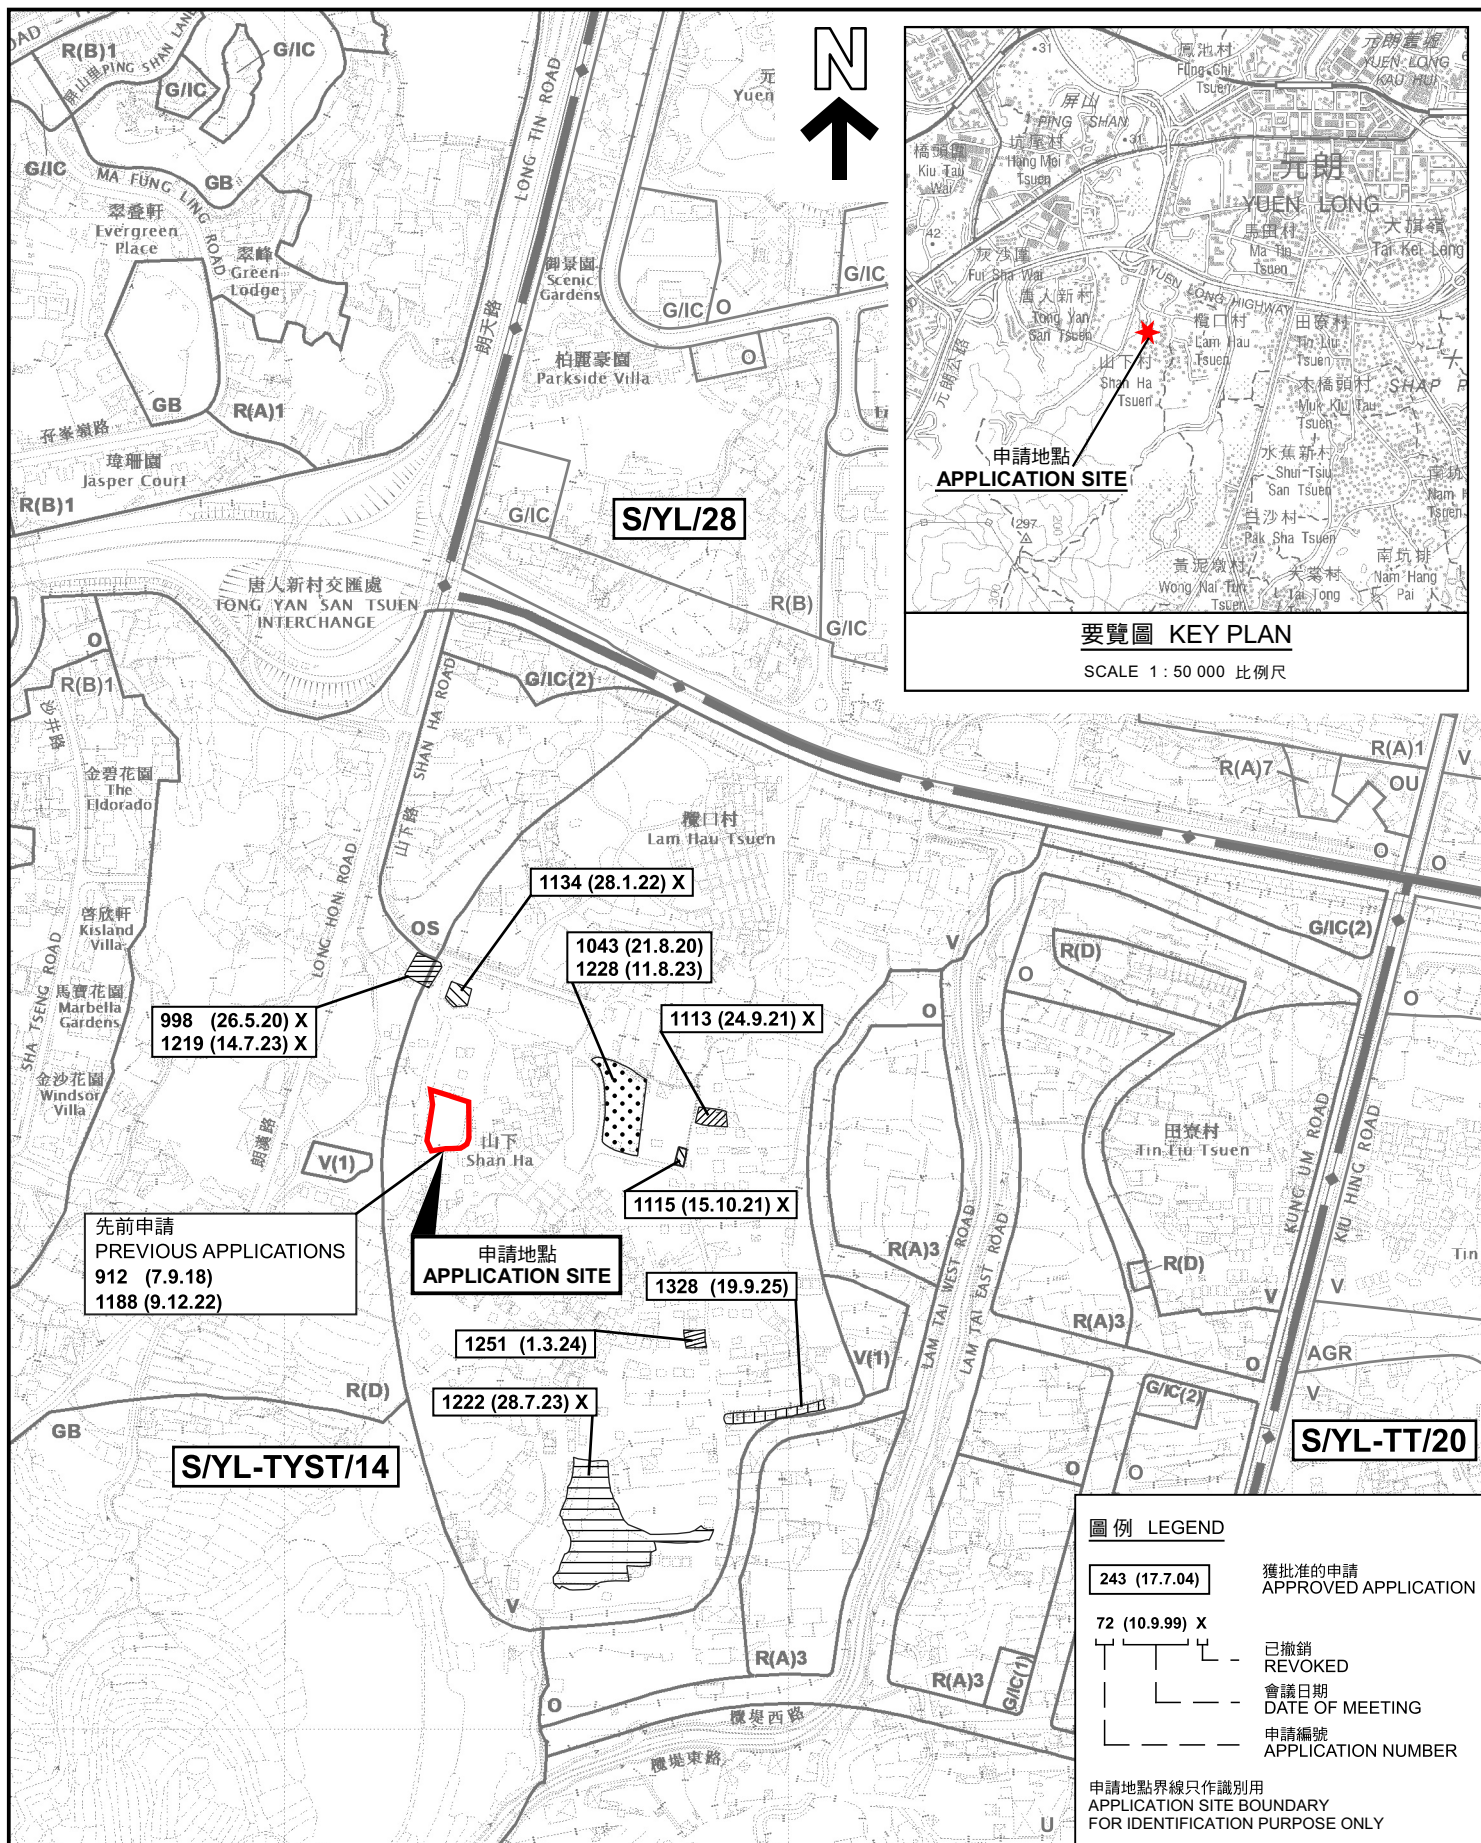 R(B)1
屏山里PING SHAN LANE
G/IC
G/IC
G/IC
MA FUNG LING ROAD
GB
翠叠軒
Evergreen
Place
翠峰
Green
Lodge
GB
R(A)1
孖峯嶺路
瑋珊園
Jasper Court
R(B)1
LONG TIN ROAD
朗天路
元
Yuen
N
御景園
Scenic
Gardens
G/IC
O
G/IC
O
柏麗豪園
Parkside Villa
G/IC
S/YL/28
R(B)
G/IC
唐人新村交匯處
TONG YAN SAN TSUEN
INTERCHANGE
鳳池村
Fung Chi
Tsuen
元朗舊墟
YUEN LONG
KAU HUI
屏山
PING SHAN
坑尾村
Hang Mei
Tsuen
橋頭圍
Kiu Tau
Wai
元朗
YUEN LONG
馬田村
Ma Tin
Tsuen
大旗嶺
Tai Kei Leng
灰沙圍
Fui Sha Wai
YUEN LONG HIGHWAY
唐人新村
Tong Yan
San Tsuen
欖口村
Lam Hau
Tsuen
田寮村
Tin Liu
Tsuen
山下村
Shan Ha
Tsuen
元朗公路
木橋頭村
Muk Kiu Tau
Tsuen
水蕉新村
Shui Tsiu
San Tsuen
白沙村
Pak Sha Tsuen
黃泥墩村
Wong Nai Tun
Tsuen
大棠村
Tai Tong
Tsuen
南坑排
Nam Hang
Pai
31
31
42
297
200
申請地點
APPLICATION SITE
要覽圖 KEY PLAN
SCALE 1 : 50 000 比例尺
O
R(B)1
沙井路
金碧花園
The
Eldorado
啓欣軒
Kisland
Villa
馬寶花園
Marbella
Gardens
金沙花園
Windsor
Villa
SHA TSENG ROAD
LONG HON ROAD
朗漢路
SHAN HA ROAD
山下路
G/IC(2)
欖口村
Lam Hau Tsuen
R(A)1
V
R(A)7
OU
O
O
1134 (28.1.22) X
OS
1043 (21.8.20)
1228 (11.8.23)
998 (26.5.20) X
1219 (14.7.23) X
1113 (24.9.21) X
V
O
O
R(D)
G/IC(2)
O
V(1)
山下
Shan Ha
1115 (15.10.21) X
先前申請
PREVIOUS APPLICATIONS
912 (7.9.18)
1188 (9.12.22)
申請地點
APPLICATION SITE
1328 (19.9.25)
1251 (1.3.24)
1222 (28.7.23) X
R(A)3
LAM TAI WEST ROAD
LAM TAI EAST ROAD
V(1)
田寮村
Tin Liu Tsuen
KUNG UM ROAD
KIU HING ROAD
R(D)
V
V
Tin
R(A)3
O
AGR
V
G/IC(2)
R(D)
GB
S/YL-TYST/14
S/YL-TT/20
O
O
V
R(A)3
R(A)3
G/IC(1)
O
欖堤西路
欖堤東路
U
圖例 LEGEND
243 (17.7.04)
獲批准的申請
APPROVED APPLICATION
72 (10.9.99) X
已撤銷
REVOKED
會議日期
DATE OF MEETING
申請編號
APPLICATION NUMBER
申請地點界線只作識別用
APPLICATION SITE BOUNDARY
FOR IDENTIFICATION PURPOSE ONLY